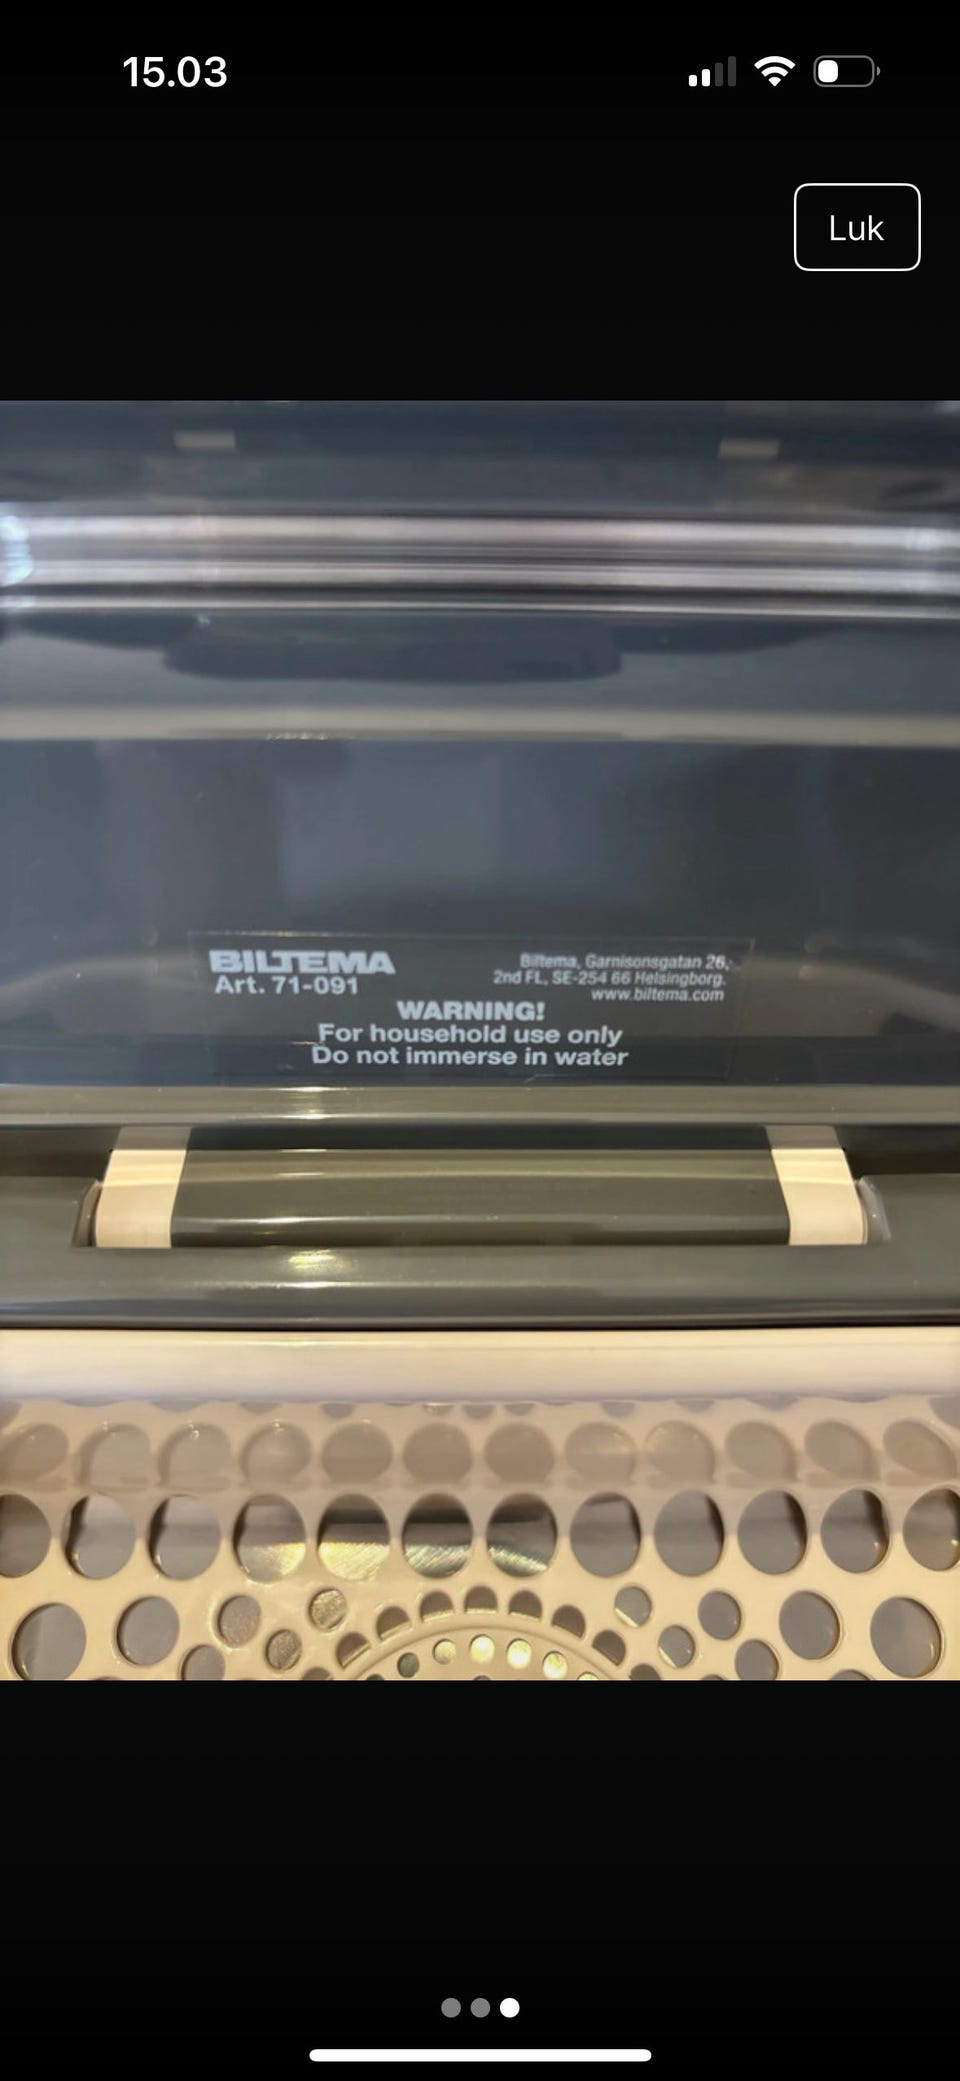 15.03
Luk
BILTEMA
Art. 71-091
Biltema, Garnisonsgatan 26,
2nd FL, SE-254 66 Helsingborg.
www.biltema.com
WARNING!
For household use only
Do not immerse in water